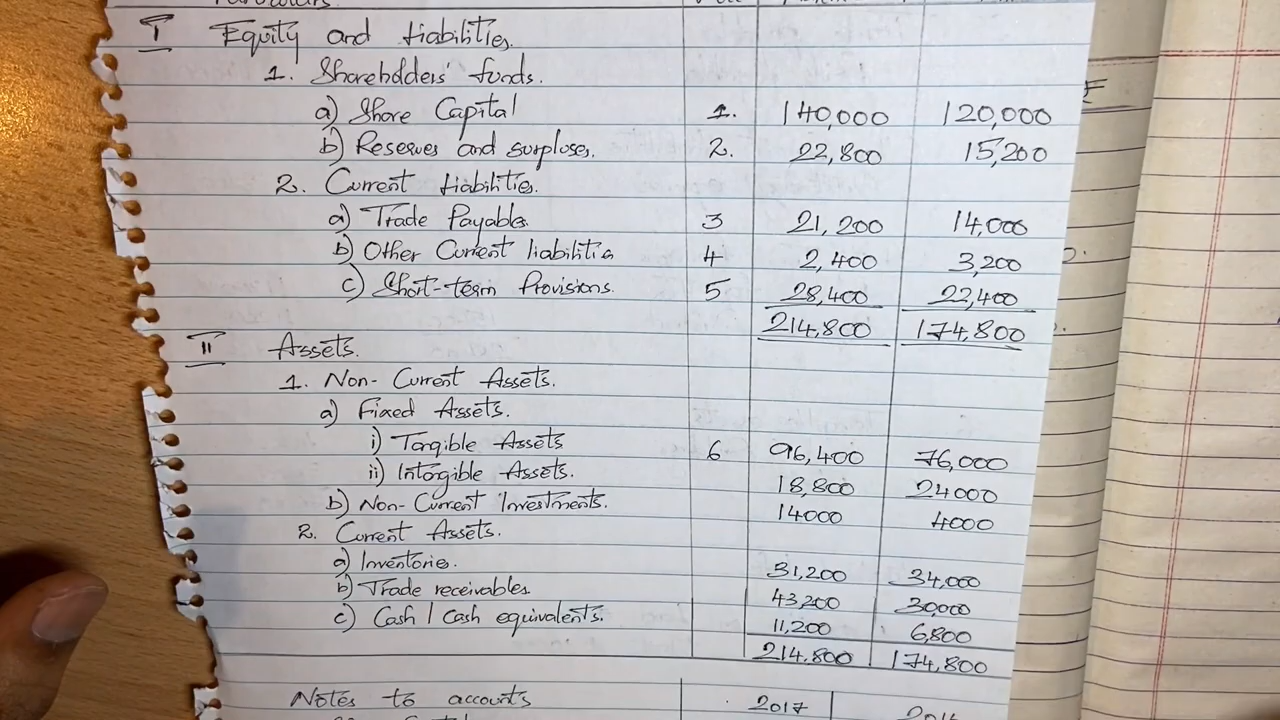 I Equity and Liabilities.
1. Shareholders' funds.
a) Share Capital 1. 140,000 120,000
b) Reserves and surpluses. 2. 22,800 15,200
2. Current Liabilities.
a) Trade Payables 3 21,200 14,000
b) Other Current liabilities 4 2,400 3,200
c) Short-term Provisions. 5 28,400 22,400
214,800 174,800
II Assets.
1. Non-Current Assets.
a) Fixed Assets.
i) Tangible Assets 6 96,400 76,000
ii) Intangible Assets. 18,800 24000
b) Non-Current Investments. 14000 4000
2. Current Assets.
a) Inventories. 31,200 34,000
b) Trade receivables 43,200 30,000
c) Cash / Cash equivalents. 11,200 6,800
214,800 174,800
Notes to accounts 2017